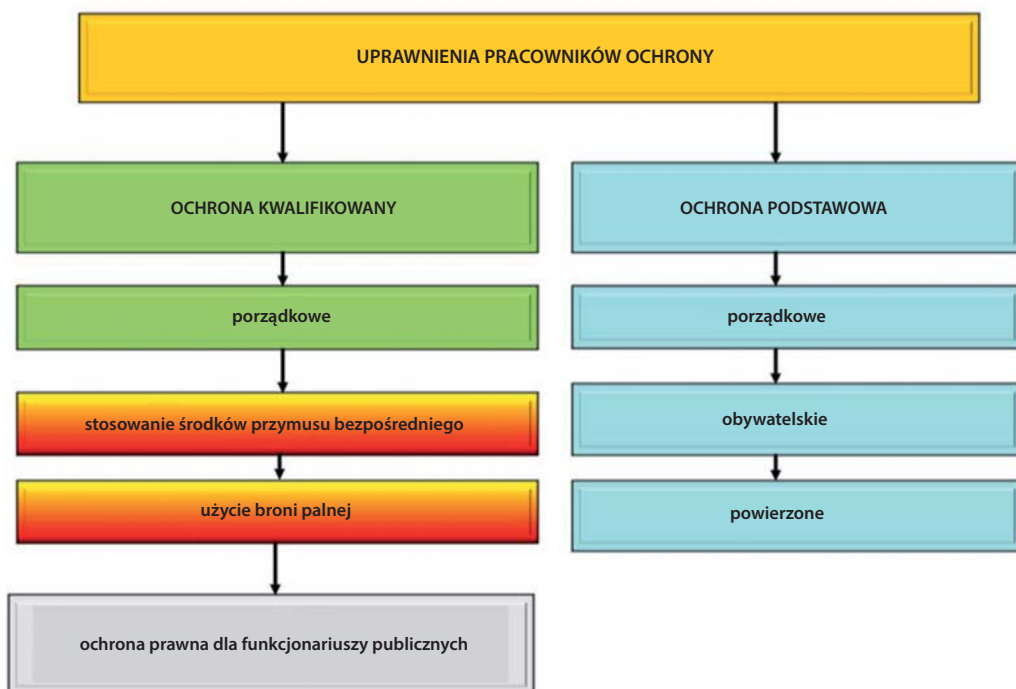 UPRAWNIENIA PRACOWNIKÓW OCHRONY
OCHRONA KWALIFIKOWANY
porządkowe
stosowanie środków przymusu bezpośredniego
użycie broni palnej
ochrona prawna dla funkcjonariuszy publicznych
OCHRONA PODSTAWOWA
porządkowe
obywatelskie
powierzone